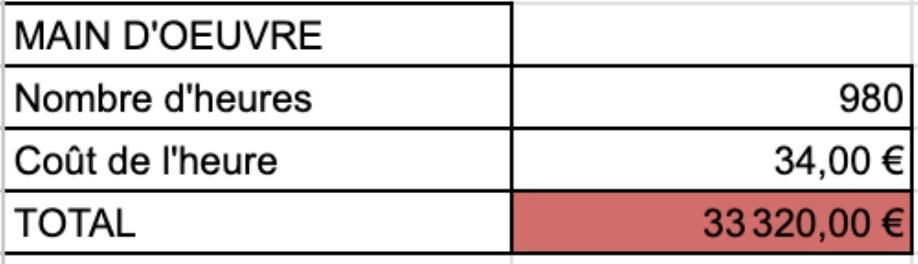 MAIN D'OEUVRE
Nombre d'heures 980
Coût de l'heure 34,00 €
TOTAL 33 320,00 €